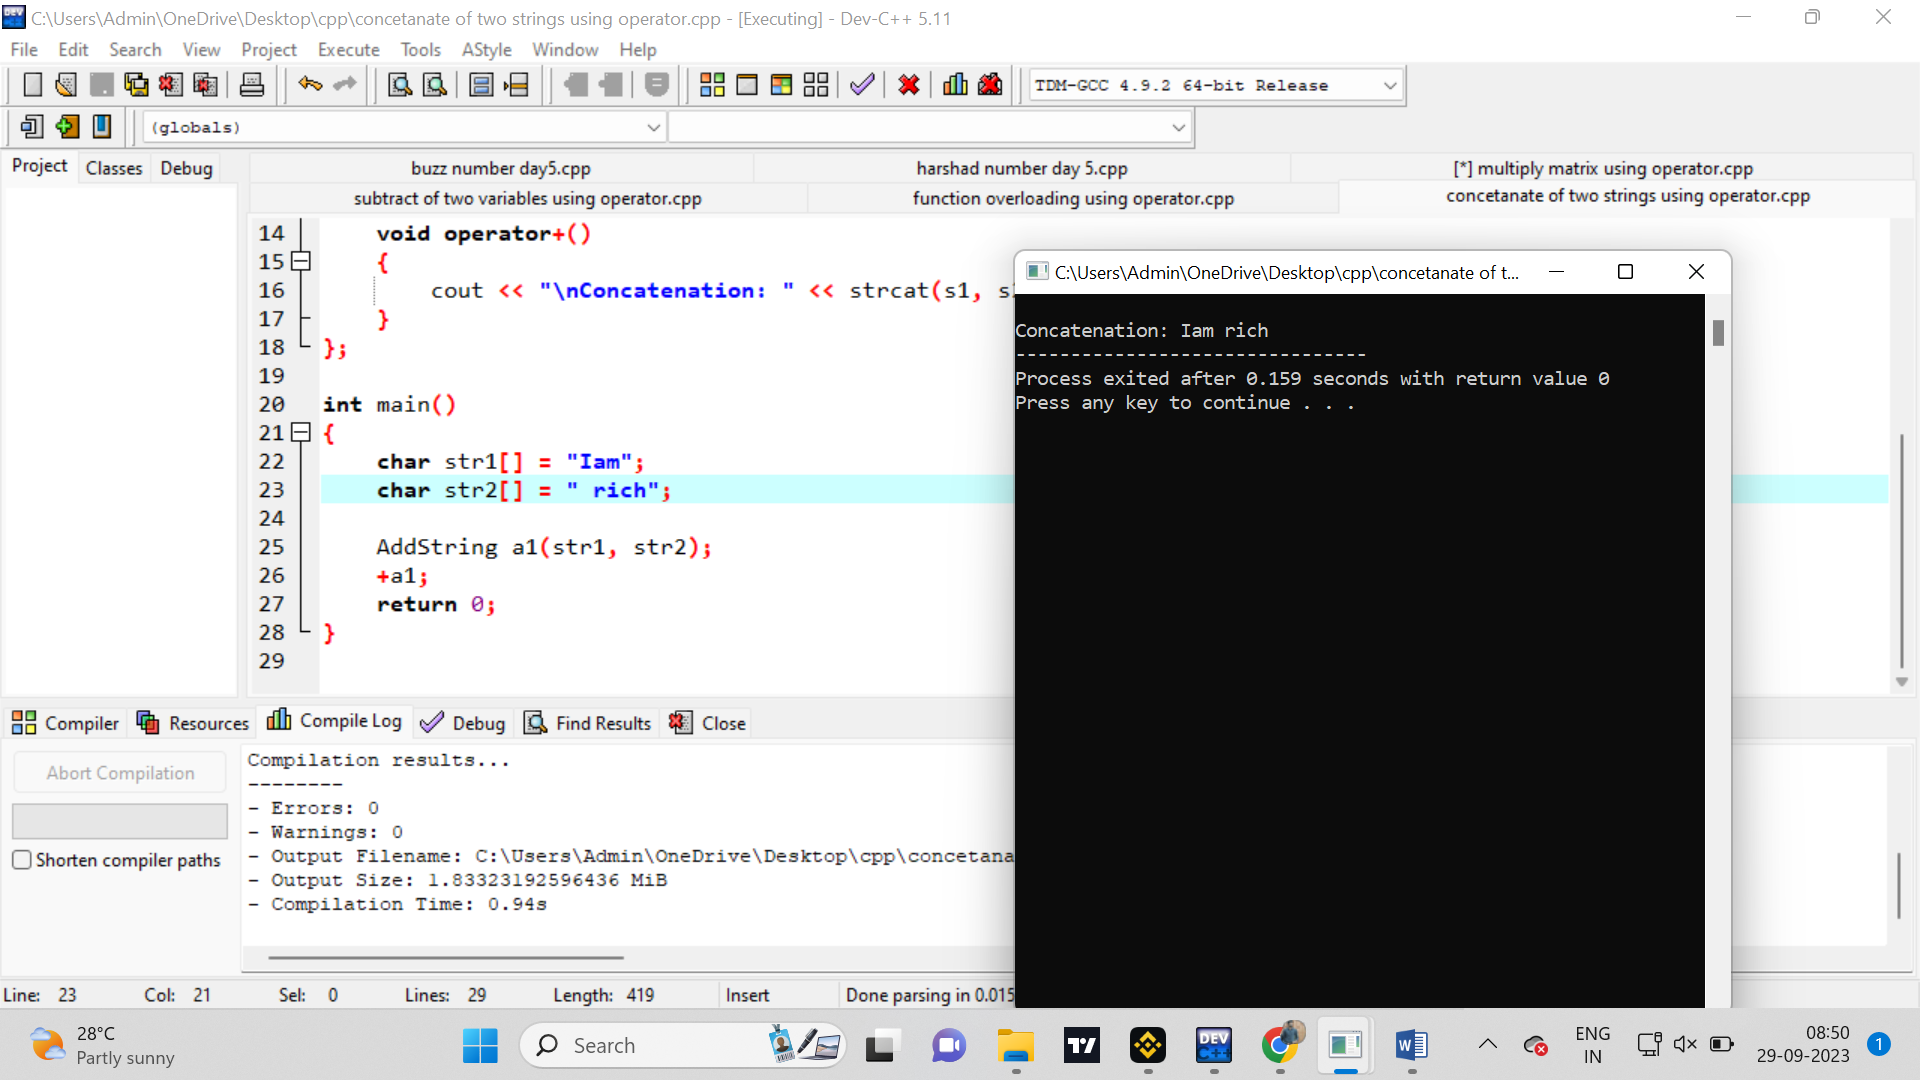 C:\Users\Admin\OneDrive\Desktop\cpp\concetanate of two strings using operator.cpp - [Executing] - Dev-C++ 5.11
File Edit Search View Project Execute Tools AStyle Window Help
TDM-GCC 4.9.2 64-bit Release
(globals)
Project Classes Debug
buzz number day5.cpp harshad number day 5.cpp [*] multiply matrix using operator.cpp
subtract of two variables using operator.cpp function overloading using operator.cpp concetanate of two strings using operator.cpp
14 void operator+()
15 {
16 cout << "\nConcatenation: " << strcat(s1,
17 }
18 };
19
20 int main()
21 {
22 char str1[] = "Iam";
23 char str2[] = " rich";
24
25 AddString a1(str1, str2);
26 +a1;
27 return 0;
28 }
29
C:\Users\Admin\OneDrive\Desktop\cpp\concetanate of t...
Concatenation: Iam rich
--------------------------------
Process exited after 0.159 seconds with return value 0
Press any key to continue . . .
Compiler Resources Compile Log Debug Find Results Close
Abort Compilation
Shorten compiler paths
Compilation results...
--------
- Errors: 0
- Warnings: 0
- Output Filename: C:\Users\Admin\OneDrive\Desktop\cpp\concetana
- Output Size: 1.83323192596436 MiB
- Compilation Time: 0.94s
Line: 23 Col: 21 Sel: 0 Lines: 29 Length: 419 Insert Done parsing in 0.015
28°C
Partly sunny
Search
DEV
C++
ENG
IN
08:50
29-09-2023
1